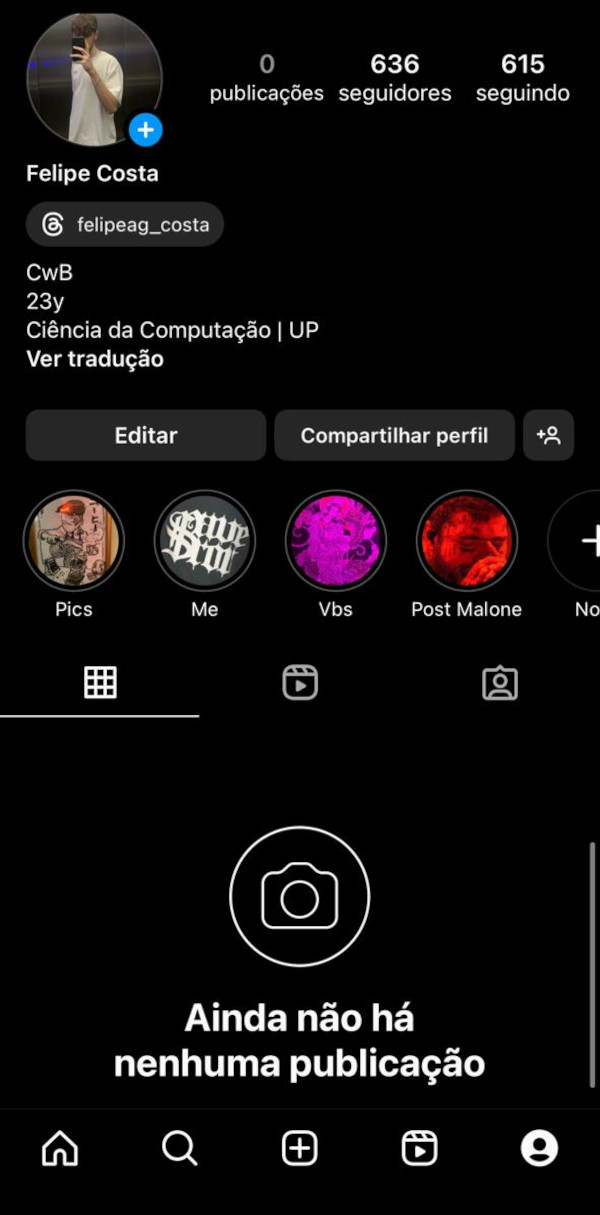 0 636 615
publicações seguidores seguindo
Felipe Costa
felipeag_costa
CwB
23y
Ciência da Computação | UP
Ver tradução
Editar Compartilhar perfil
Pics Me Vbs Post Malone No
Ainda não há
nenhuma publicação